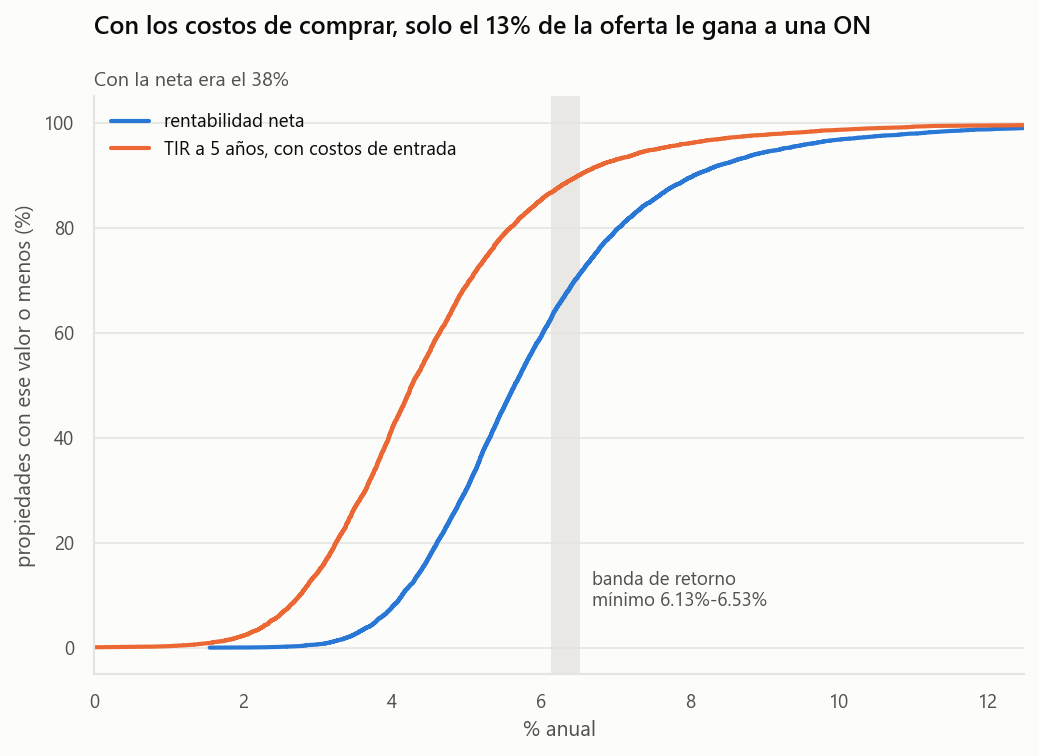 Con los costos de comprar, solo el 13% de la oferta le gana a una ON
Con la neta era el 38%
rentabilidad neta
TIR a 5 años, con costos de entrada
propiedades con ese valor o menos (%)
100
80
60
40
20
0
banda de retorno
mínimo 6.13%-6.53%
0 2 4 6 8 10 12
% anual